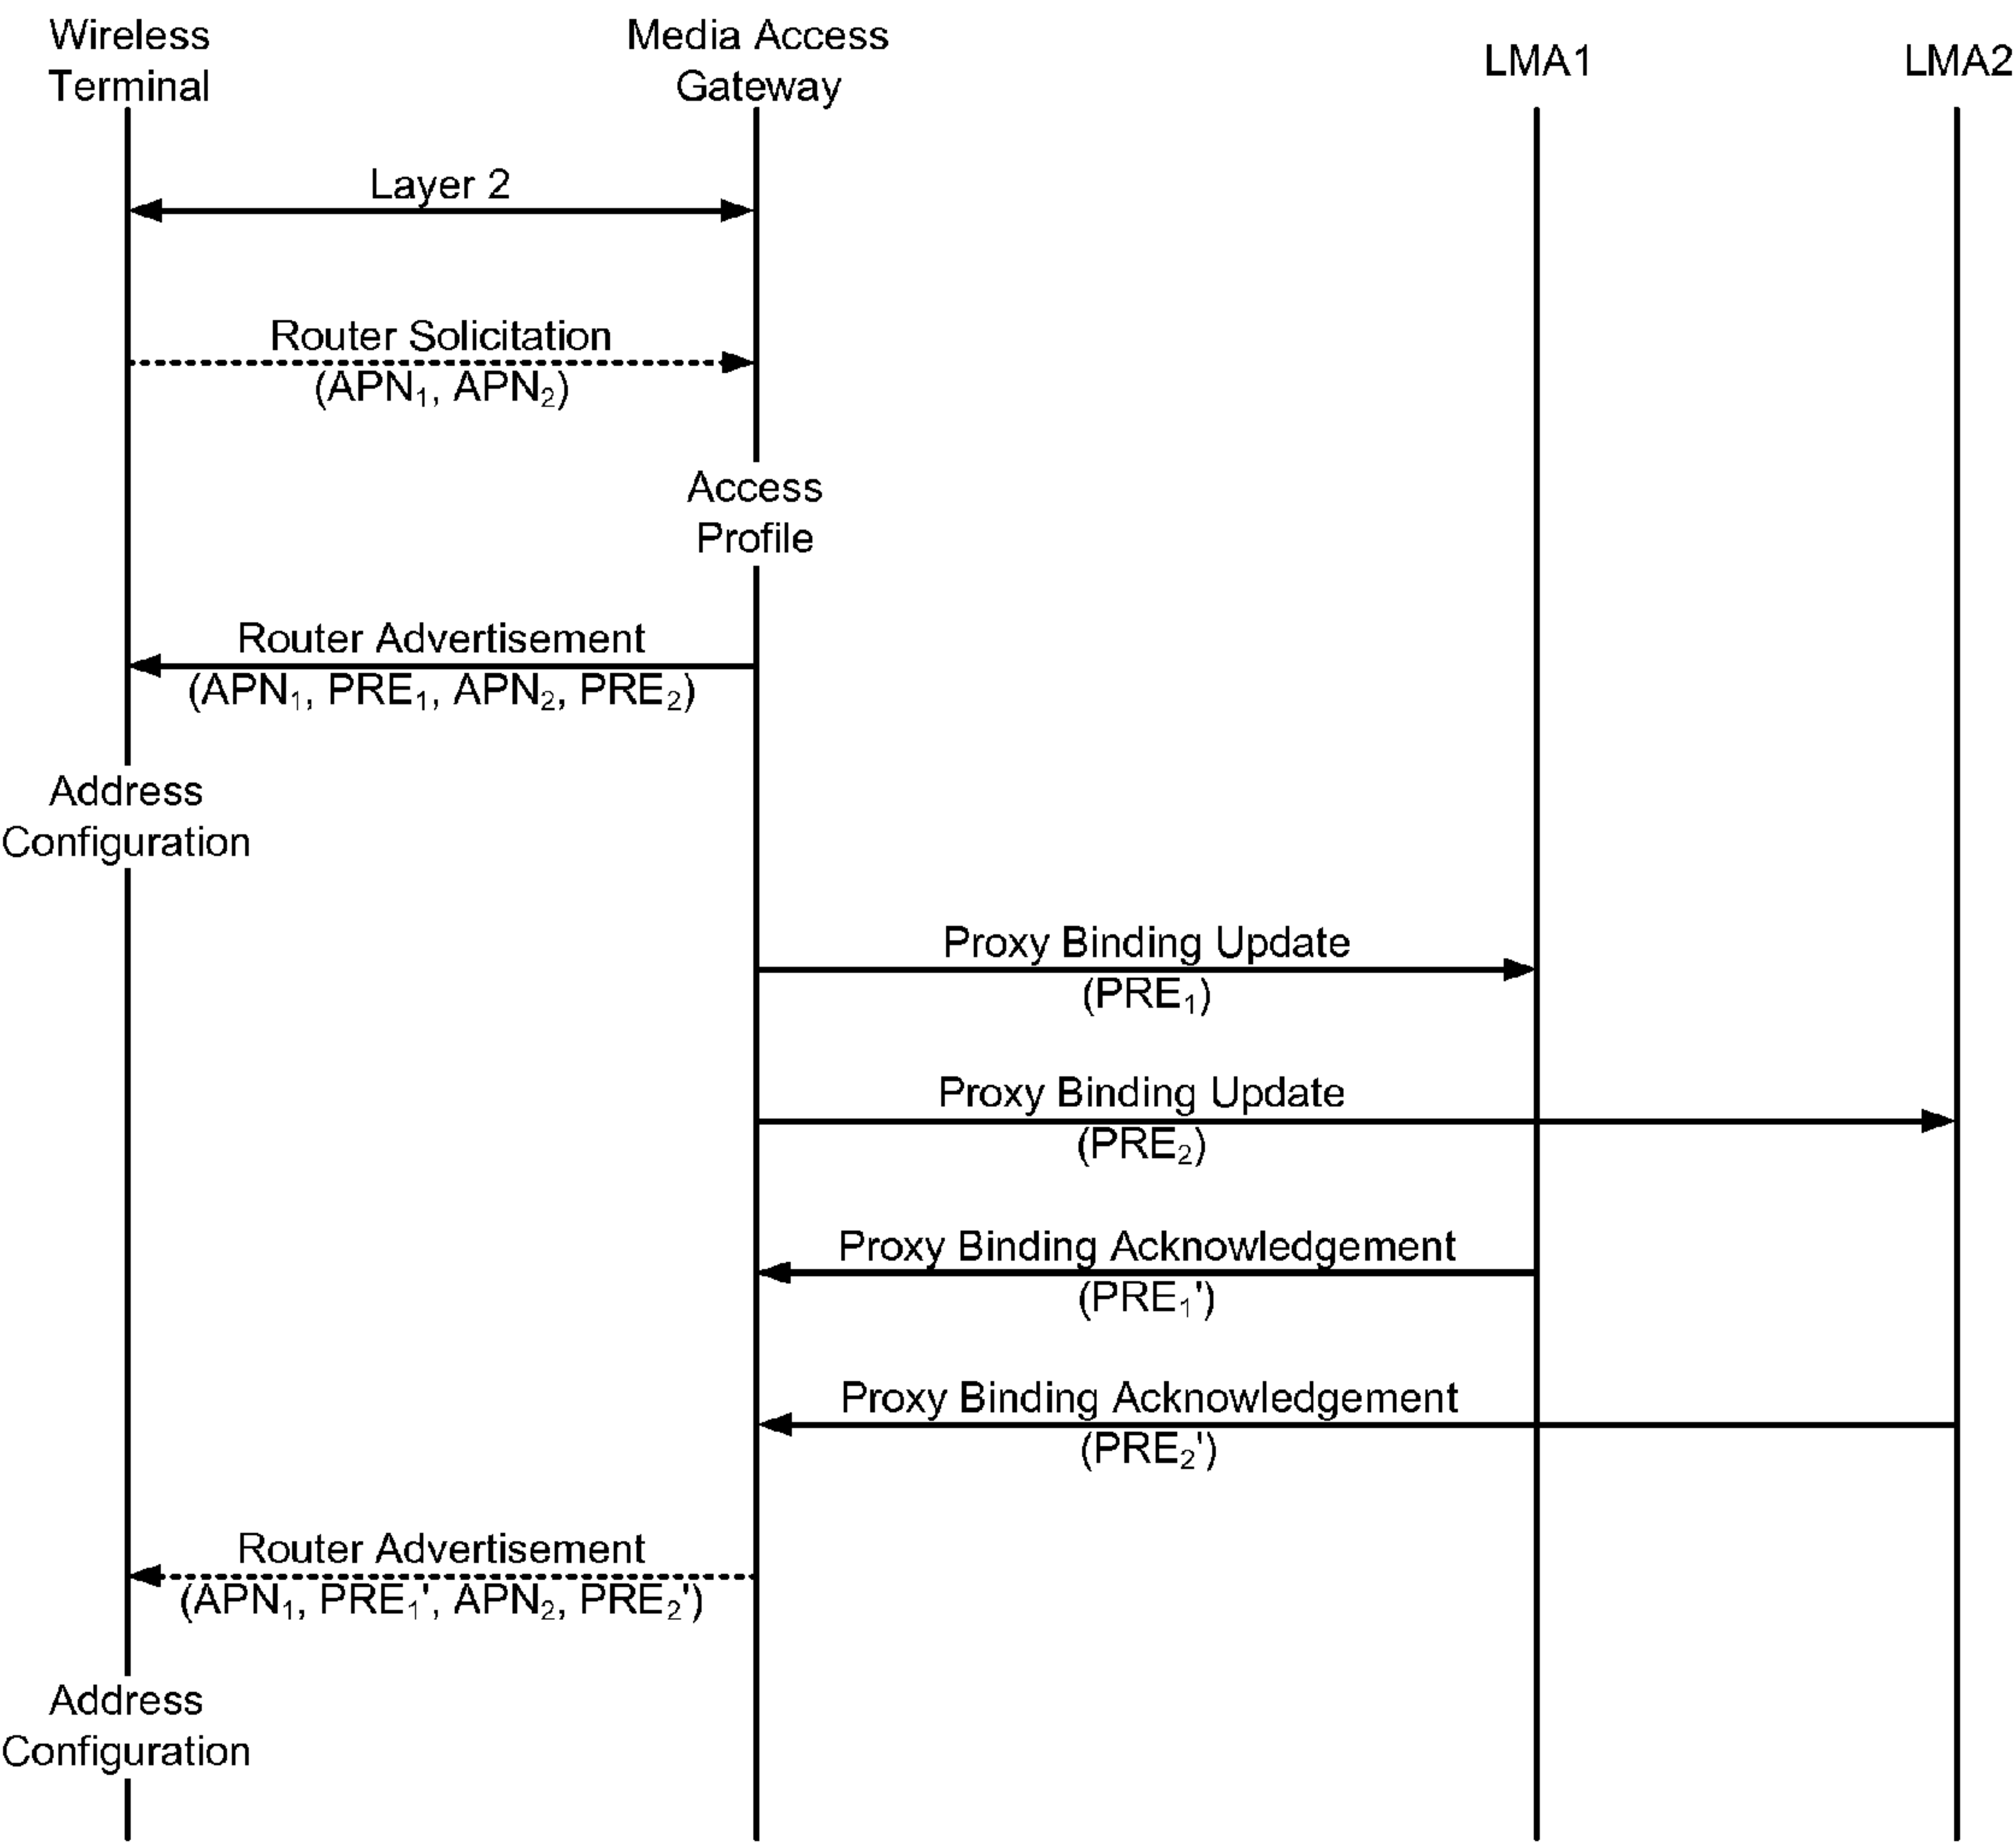 Wireless
Terminal
Media Access
Gateway
LMA1
LMA2
Layer 2
Router Solicitation
(APN₁, APN₂)
Access
Profile
Router Advertisement
(APN₁, PRE₁, APN₂, PRE₂)
Address
Configuration
Proxy Binding Update
(PRE₁)
Proxy Binding Update
(PRE₂)
Proxy Binding Acknowledgement
(PRE₁')
Proxy Binding Acknowledgement
(PRE₂')
Router Advertisement
(APN₁, PRE₁', APN₂, PRE₂')
Address
Configuration